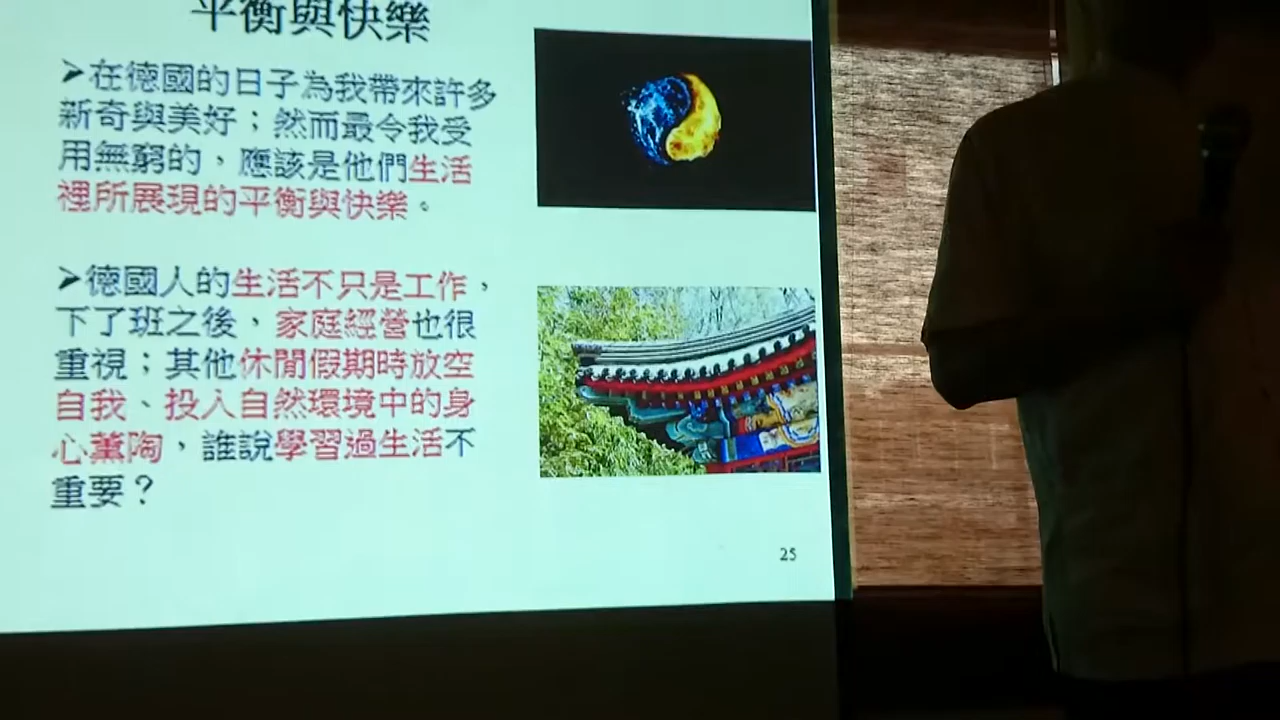 平衡與快樂
➢在德國的日子為我帶來許多
新奇與美好；然而最令我受
用無窮的，應該是他們生活
裡所展現的平衡與快樂。
➢德國人的生活不只是工作，
下了班之後，家庭經營也很
重視；其他休閒假期時放空
自我、投入自然環境中的身
心薰陶，誰說學習過生活不
重要？
25